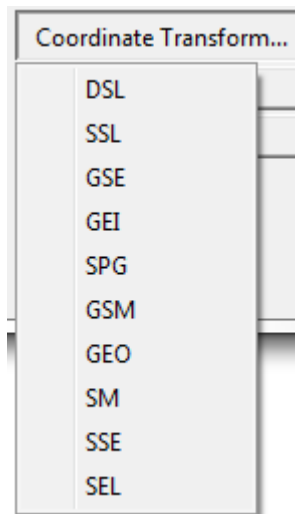 Coordinate Transform...
DSL
SSL
GSE
GEI
SPG
GSM
GEO
SM
SSE
SEL